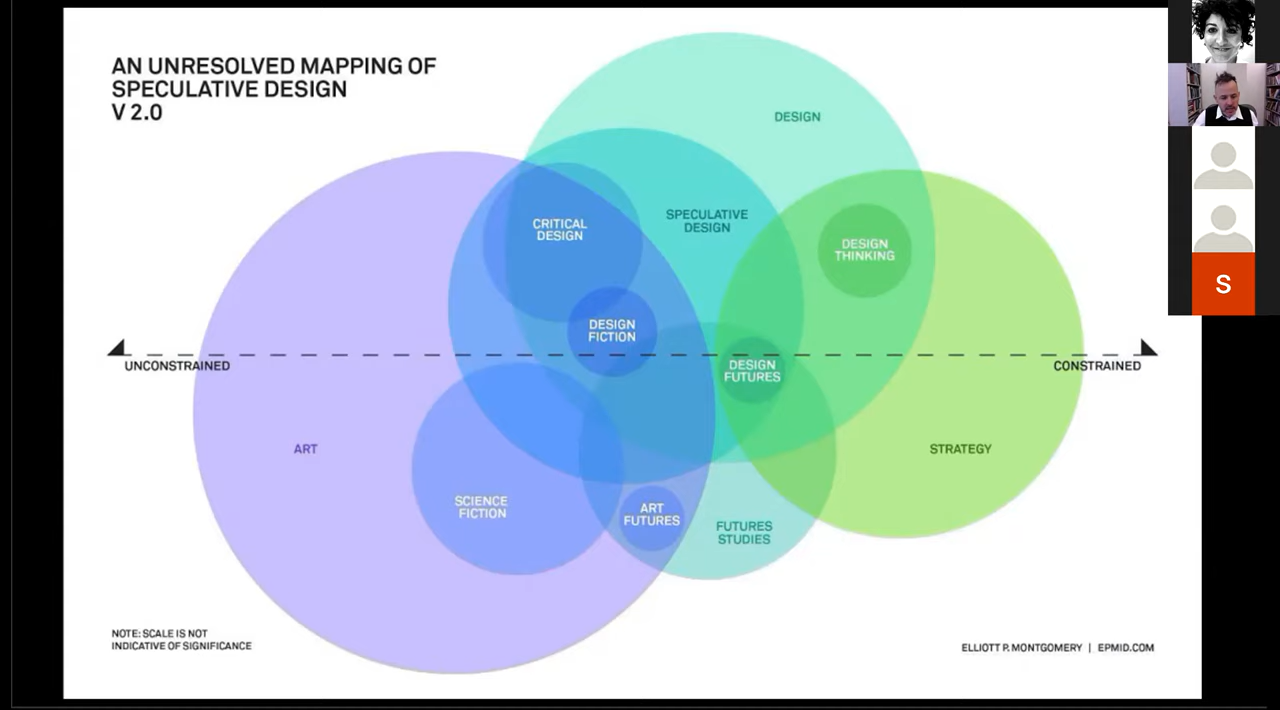 AN UNRESOLVED MAPPING OF
SPECULATIVE DESIGN
V 2.0
DESIGN
SPECULATIVE
DESIGN
CRITICAL
DESIGN
DESIGN
THINKING
DESIGN
FICTION
UNCONSTRAINED
DESIGN
FUTURES
CONSTRAINED
ART
STRATEGY
SCIENCE
FICTION
ART
FUTURES
FUTURES
STUDIES
NOTE: SCALE IS NOT
INDICATIVE OF SIGNIFICANCE
ELLIOTT P. MONTGOMERY | EPMID.COM
S